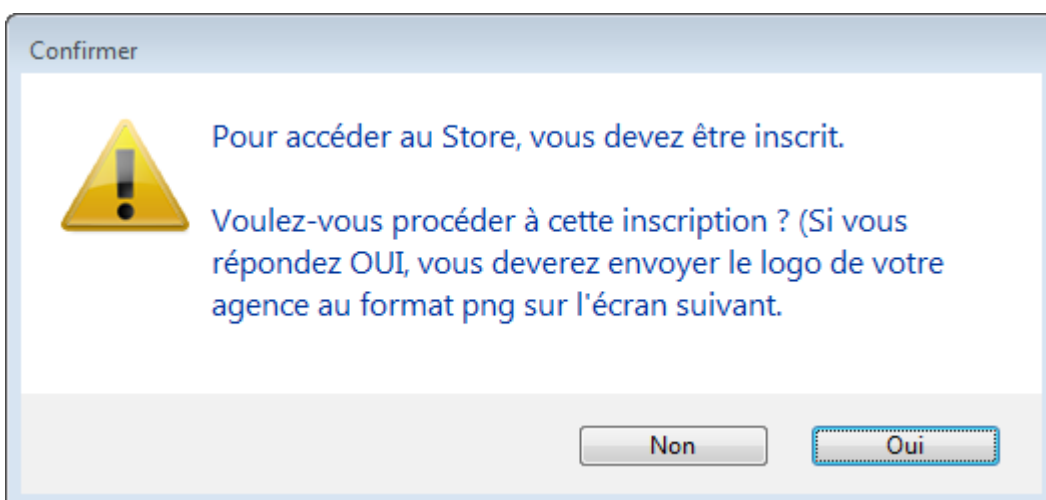 Confirmer
Pour accéder au Store, vous devez être inscrit.
Voulez-vous procéder à cette inscription ? (Si vous
répondez OUI, vous deverez envoyer le logo de votre
agence au format png sur l'écran suivant.
Non
Oui